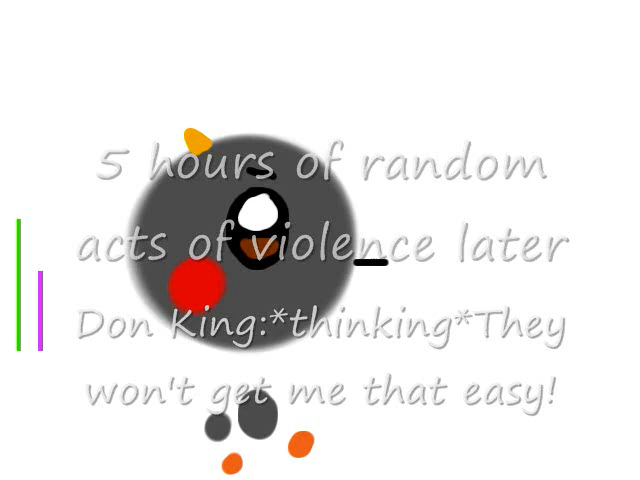 5 hours of random
acts of violence later
Don King:*thinking*They
won't get me that easy!